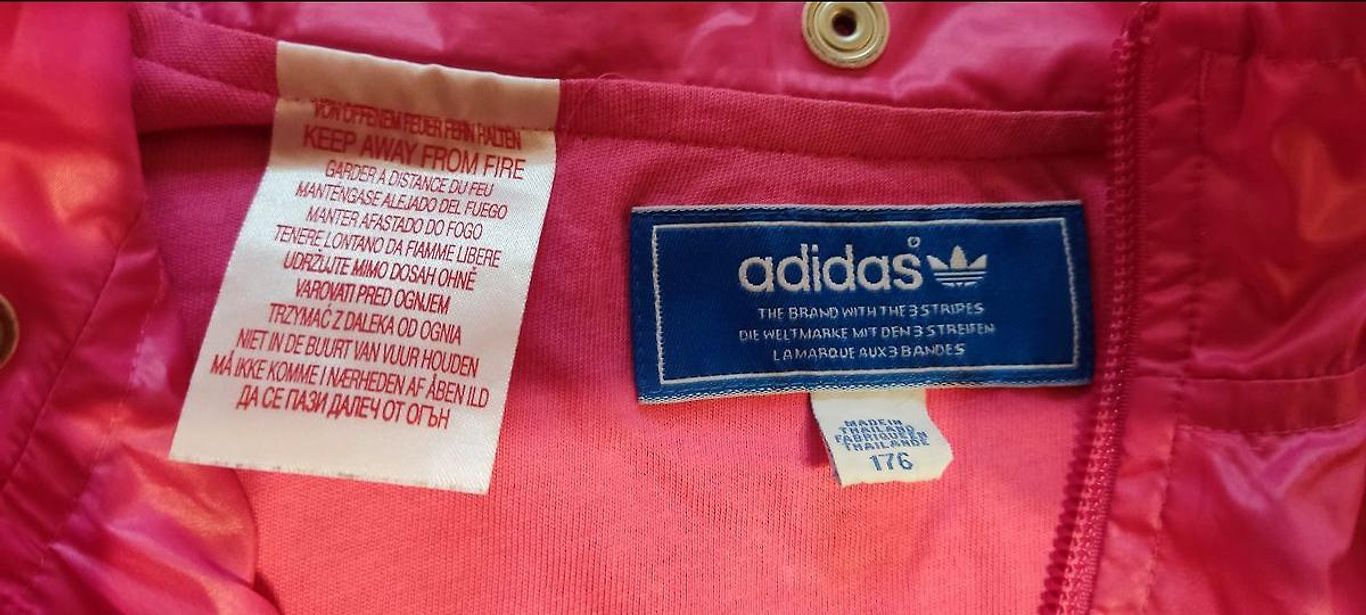 VON OFFENEM FEUER FERN HALTEN
KEEP AWAY FROM FIRE
GARDER A DISTANCE DU FEU
MANTÉNGASE ALEJADO DEL FUEGO
MANTER AFASTADO DO FOGO
TENERE LONTANO DA FIAMME LIBERE
UDRŽUJTE MIMO DOSAH OHNĚ
VAROVATI PRED OGNJEM
TRZYMAĆ Z DALEKA OD OGNIA
NIET IN DE BUURT VAN VUUR HOUDEN
MÅ IKKE KOMME I NÆRHEDEN AF ÅBEN ILD
ДА СЕ ПАЗИ ДАЛЕЧ ОТ ОГЪН
adidas
THE BRAND WITH THE 3 STRIPES
DIE WELTMARKE MIT DEN 3 STREIFEN
LA MARQUE AUX 3 BANDES
MADE IN
THAILAND
FABRIQUE EN
THAILANDE
176